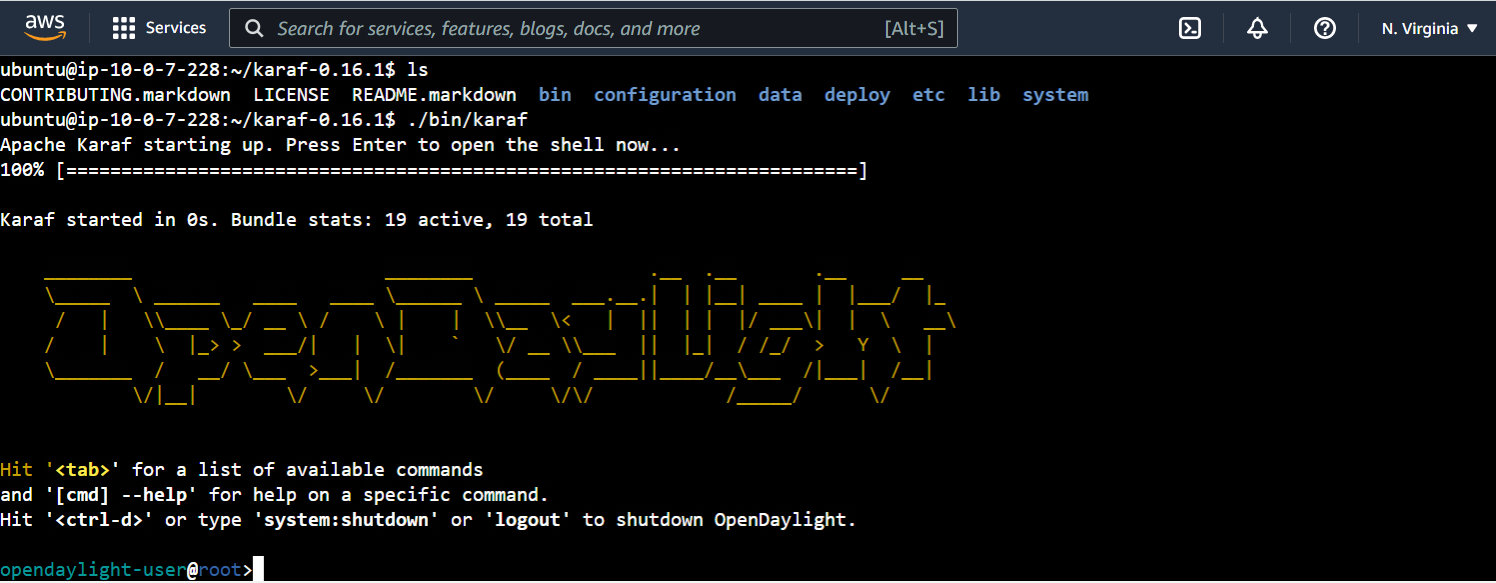 aws
Services
Search for services, features, blogs, docs, and more
[Alt+S]
N. Virginia
ubuntu@ip-10-0-7-228:~/karaf-0.16.1$ ls
CONTRIBUTING.markdown  LICENSE  README.markdown  bin  configuration  data  deploy  etc  lib  system
ubuntu@ip-10-0-7-228:~/karaf-0.16.1$ ./bin/karaf
Apache Karaf starting up. Press Enter to open the shell now...
100% [========================================================================]
Karaf started in 0s. Bundle stats: 19 active, 19 total
OpenDaylight
Hit '<tab>' for a list of available commands
and '[cmd] --help' for help on a specific command.
Hit '<ctrl-d>' or type 'system:shutdown' or 'logout' to shutdown OpenDaylight.
opendaylight-user@root>